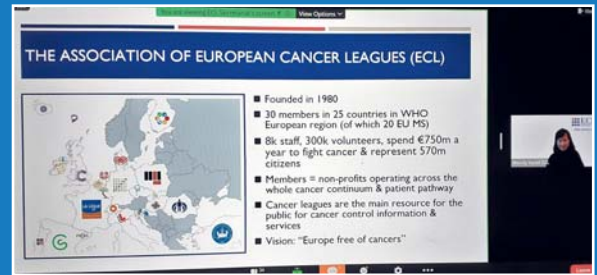 View Options
THE ASSOCIATION OF EUROPEAN CANCER LEAGUES (ECL)
■ Founded in 1980
■ 30 members in 25 countries in WHO
European region (of which 20 EU MS)
■ 8k staff, 300k volunteers, spend €750m a
year to fight cancer & represent 570m
citizens
■ Members = non-profits operating across the
whole cancer continuum & patient pathway
■ Cancer leagues are the main resource for the
public for cancer control information &
services
■ Vision: "Europe free of cancers"